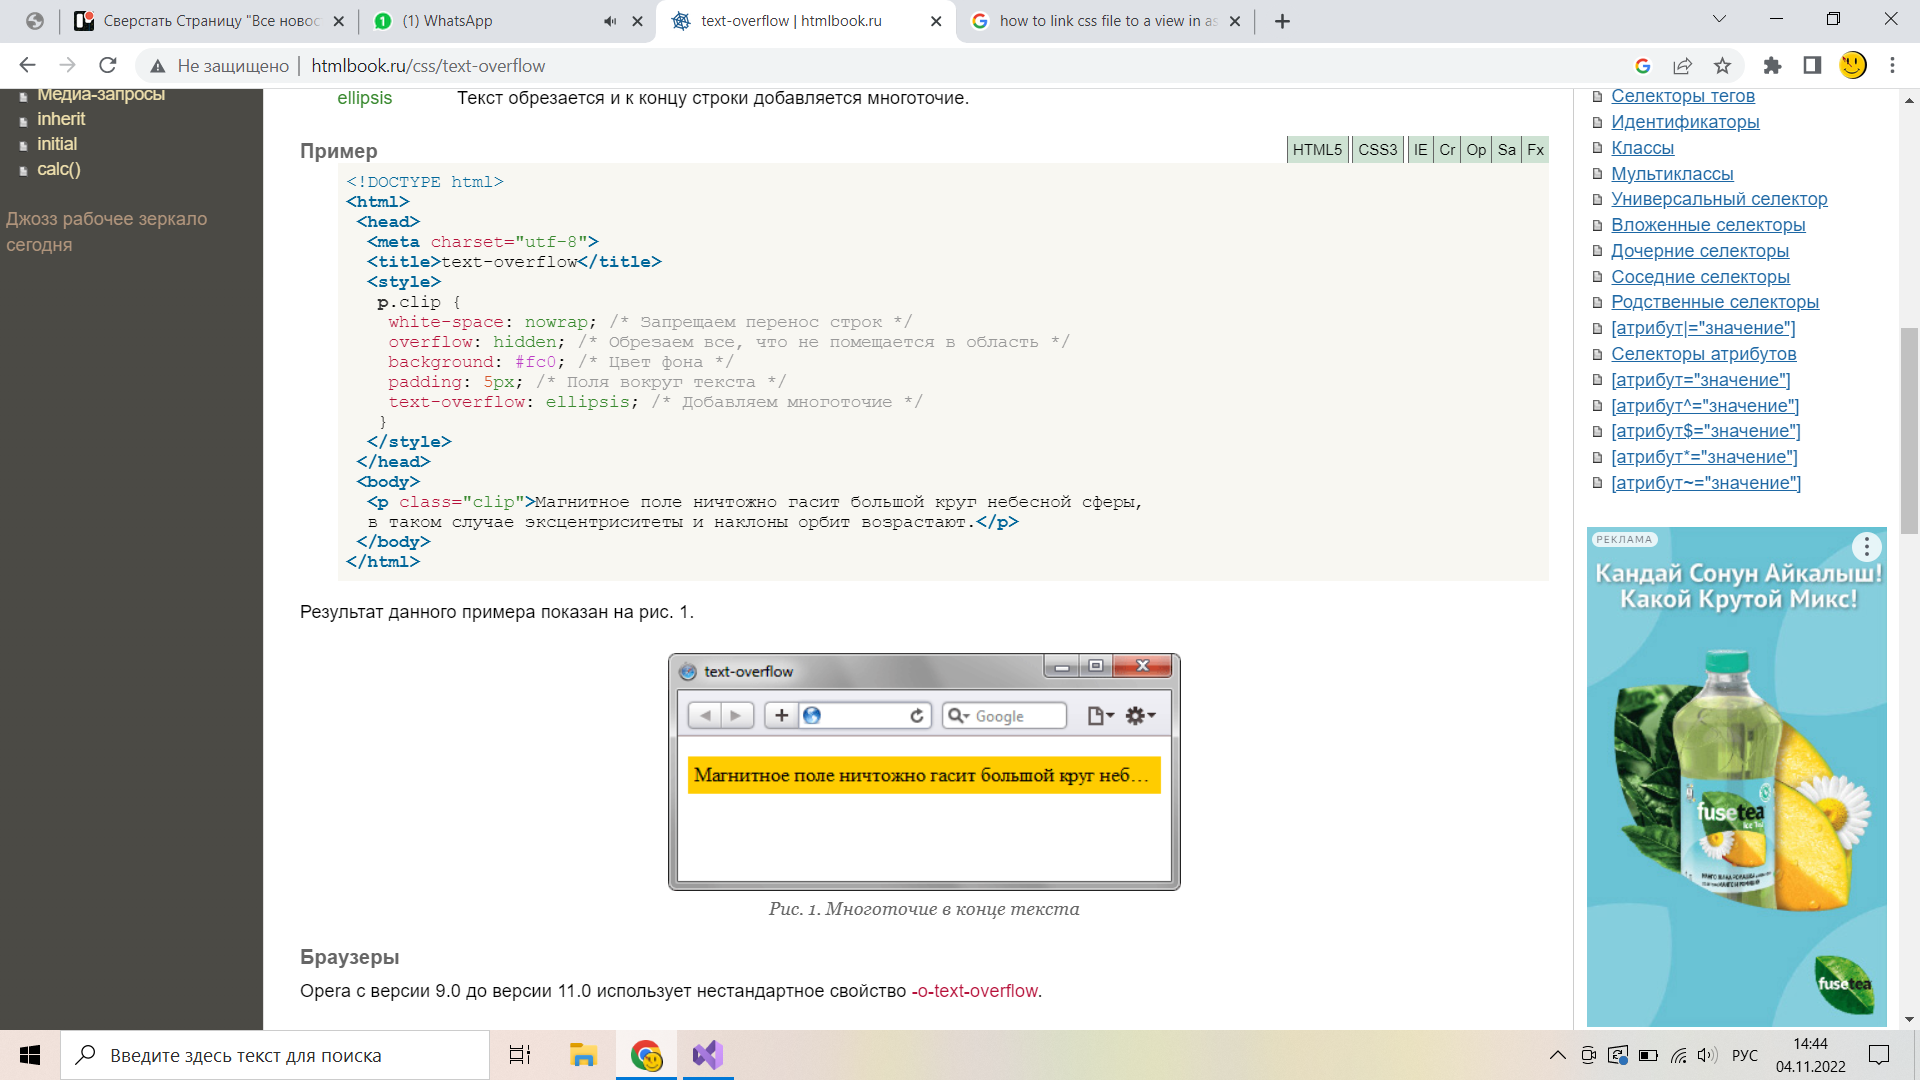 Сверстать Страницу "Все новос
(1) WhatsApp
text-overflow | htmlbook.ru
how to link css file to a view in as
Не защищено
htmlbook.ru/css/text-overflow
Медиа-запросы
inherit
initial
calc()
Джозз рабочее зеркало
сегодня
ellipsis Текст обрезается и к концу строки добавляется многоточие.
Пример
HTML5 CSS3 IE Cr Op Sa Fx
<!DOCTYPE html>
<html>
<head>
<meta charset="utf-8">
<title>text-overflow</title>
<style>
p.clip {
white-space: nowrap; /* Запрещаем перенос строк */
overflow: hidden; /* Обрезаем все, что не помещается в область */
background: #fc0; /* Цвет фона */
padding: 5px; /* Поля вокруг текста */
text-overflow: ellipsis; /* Добавляем многоточие */
}
</style>
</head>
<body>
<p class="clip">Магнитное поле ничтожно гасит большой круг небесной сферы,
в таком случае эксцентриситеты и наклоны орбит возрастают.</p>
</body>
</html>
Результат данного примера показан на рис. 1.
text-overflow
Google
Магнитное поле ничтожно гасит большой круг неб…
Рис. 1. Многоточие в конце текста
Браузеры
Opera с версии 9.0 до версии 11.0 использует нестандартное свойство -o-text-overflow.
Селекторы тегов
Идентификаторы
Классы
Мультиклассы
Универсальный селектор
Вложенные селекторы
Дочерние селекторы
Соседние селекторы
Родственные селекторы
[атрибут|="значение"]
Селекторы атрибутов
[атрибут="значение"]
[атрибут^="значение"]
[атрибут$="значение"]
[атрибут*="значение"]
[атрибут~="значение"]
РЕКЛАМА
Кандай Сонун Айкалыш!
Какой Крутой Микс!
fusetea
Ice Tea
fusetea
Введите здесь текст для поиска
РУС
14:44
04.11.2022